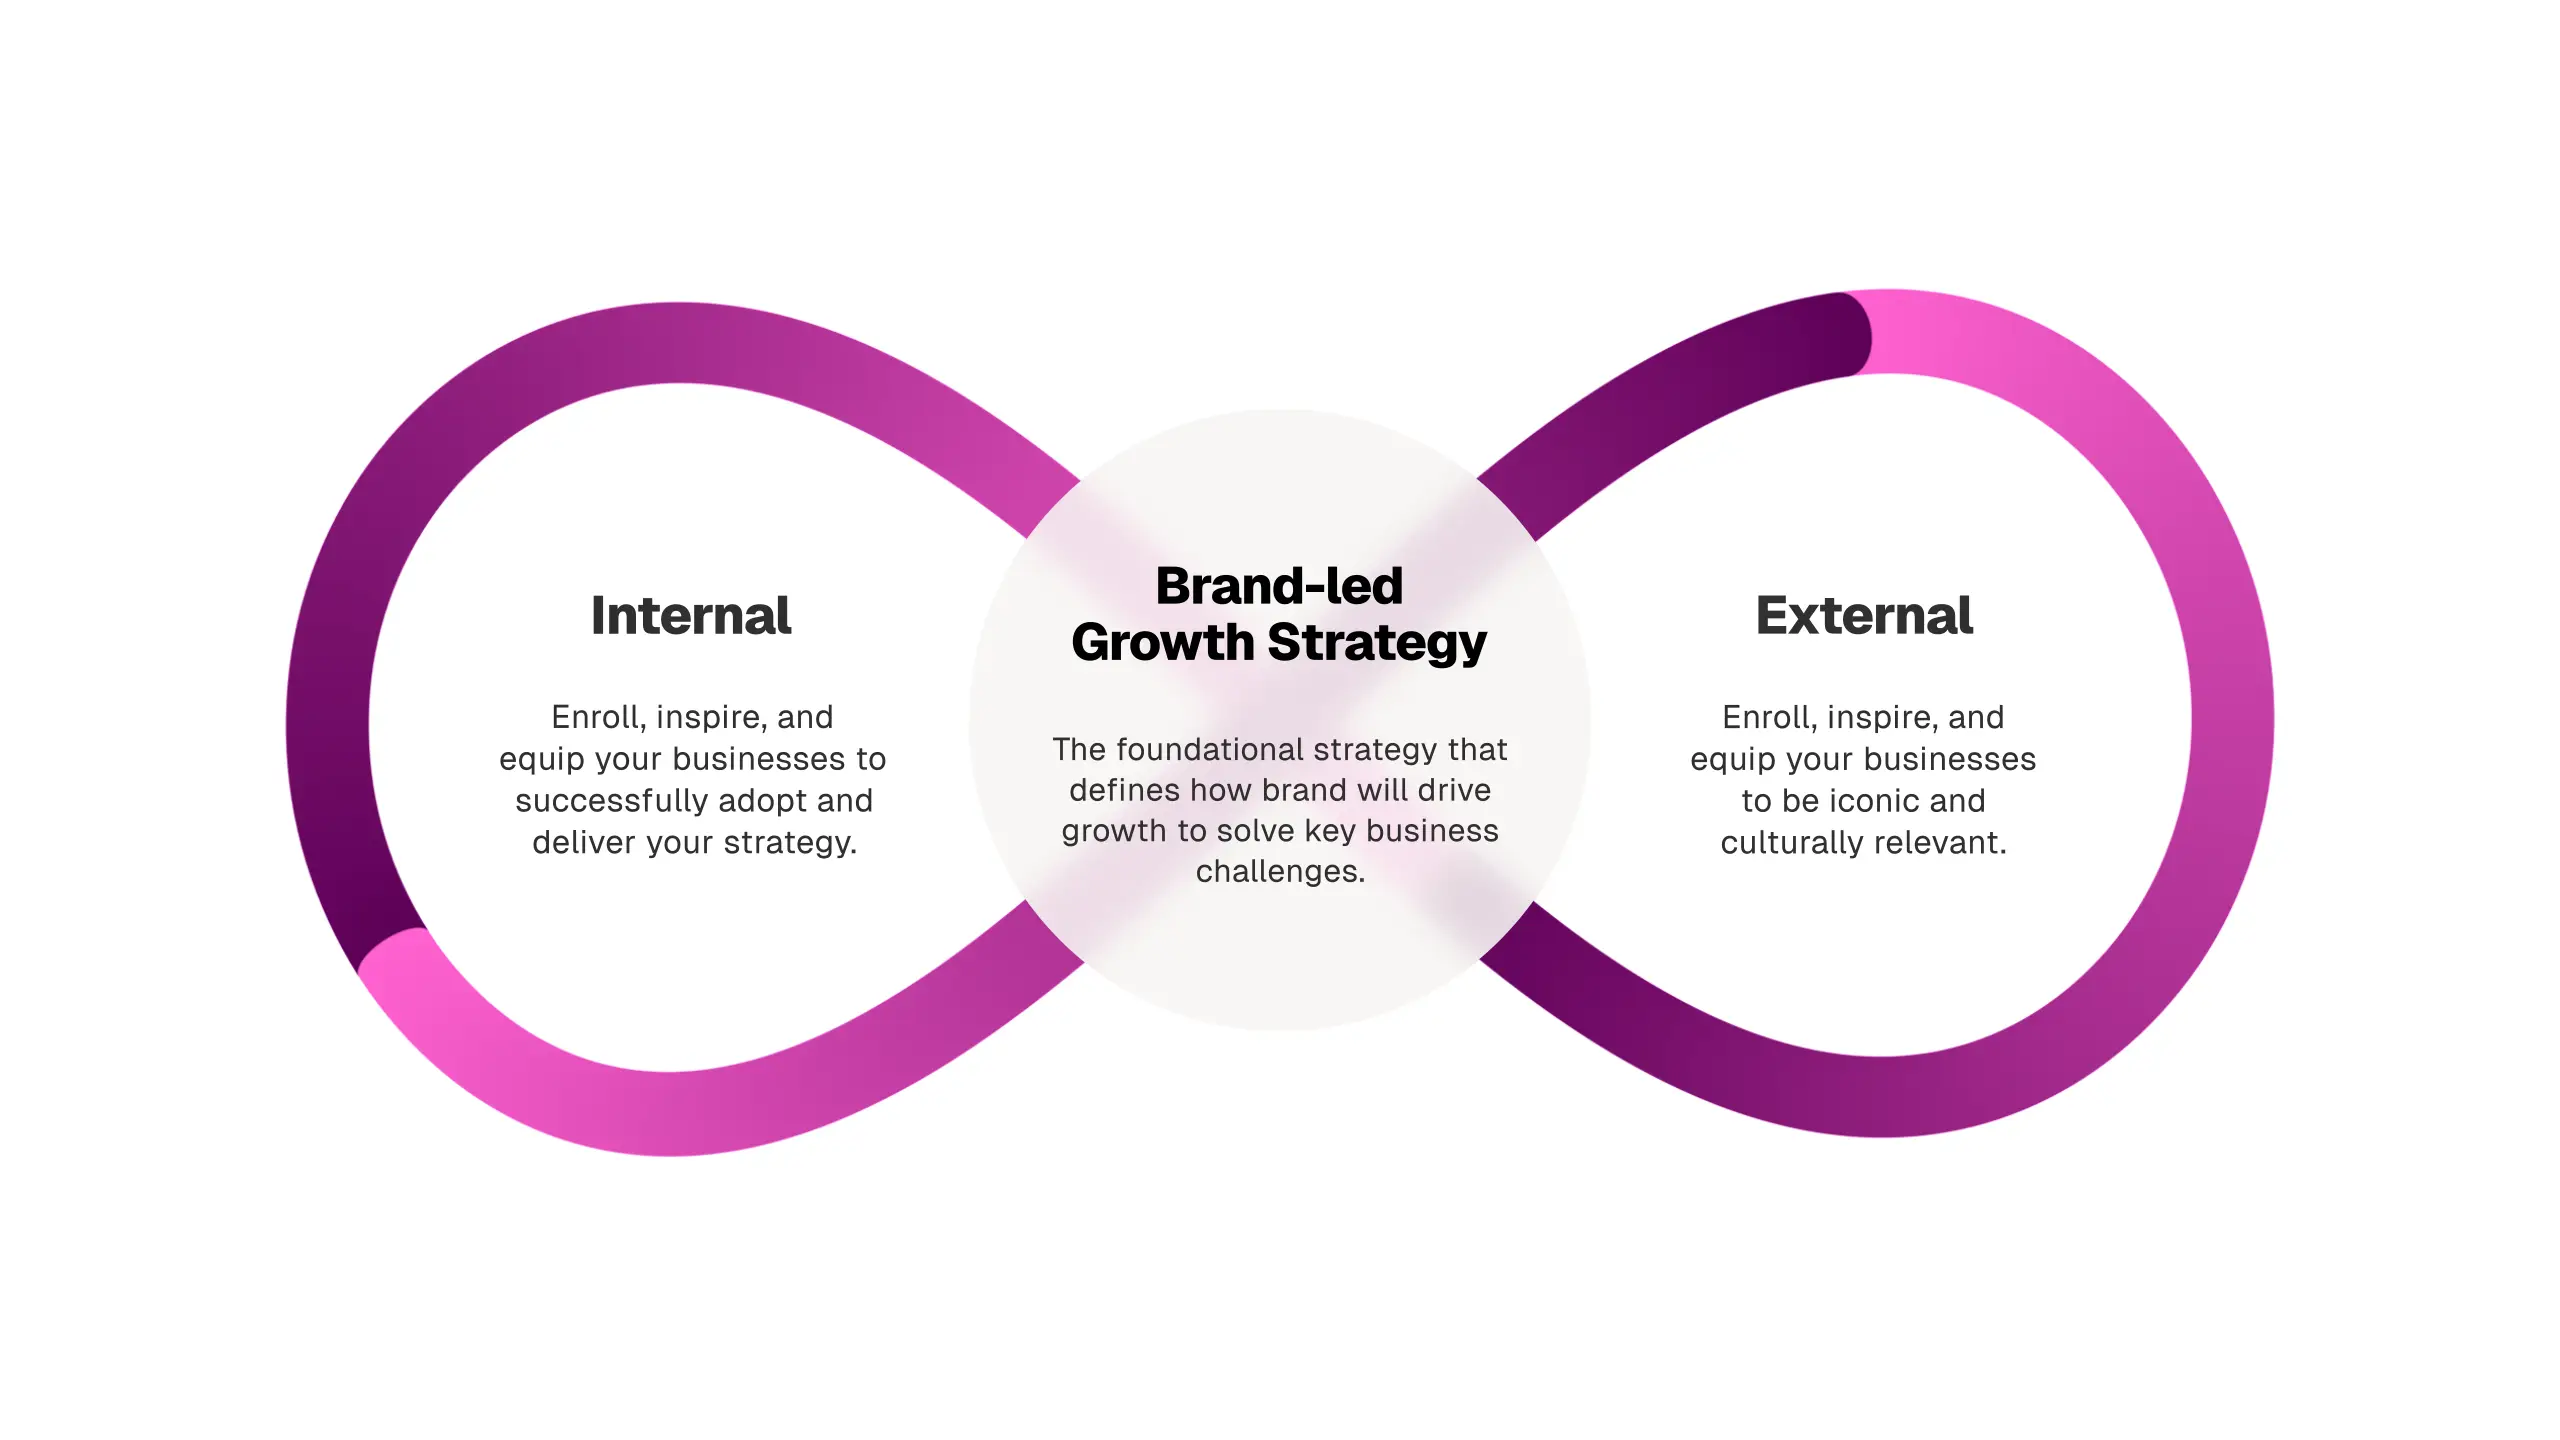 Internal
Enroll, inspire, and
equip your businesses to
successfully adopt and
deliver your strategy.
Brand-led
Growth Strategy
The foundational strategy that
defines how brand will drive
growth to solve key business
challenges.
External
Enroll, inspire, and
equip your businesses
to be iconic and
culturally relevant.